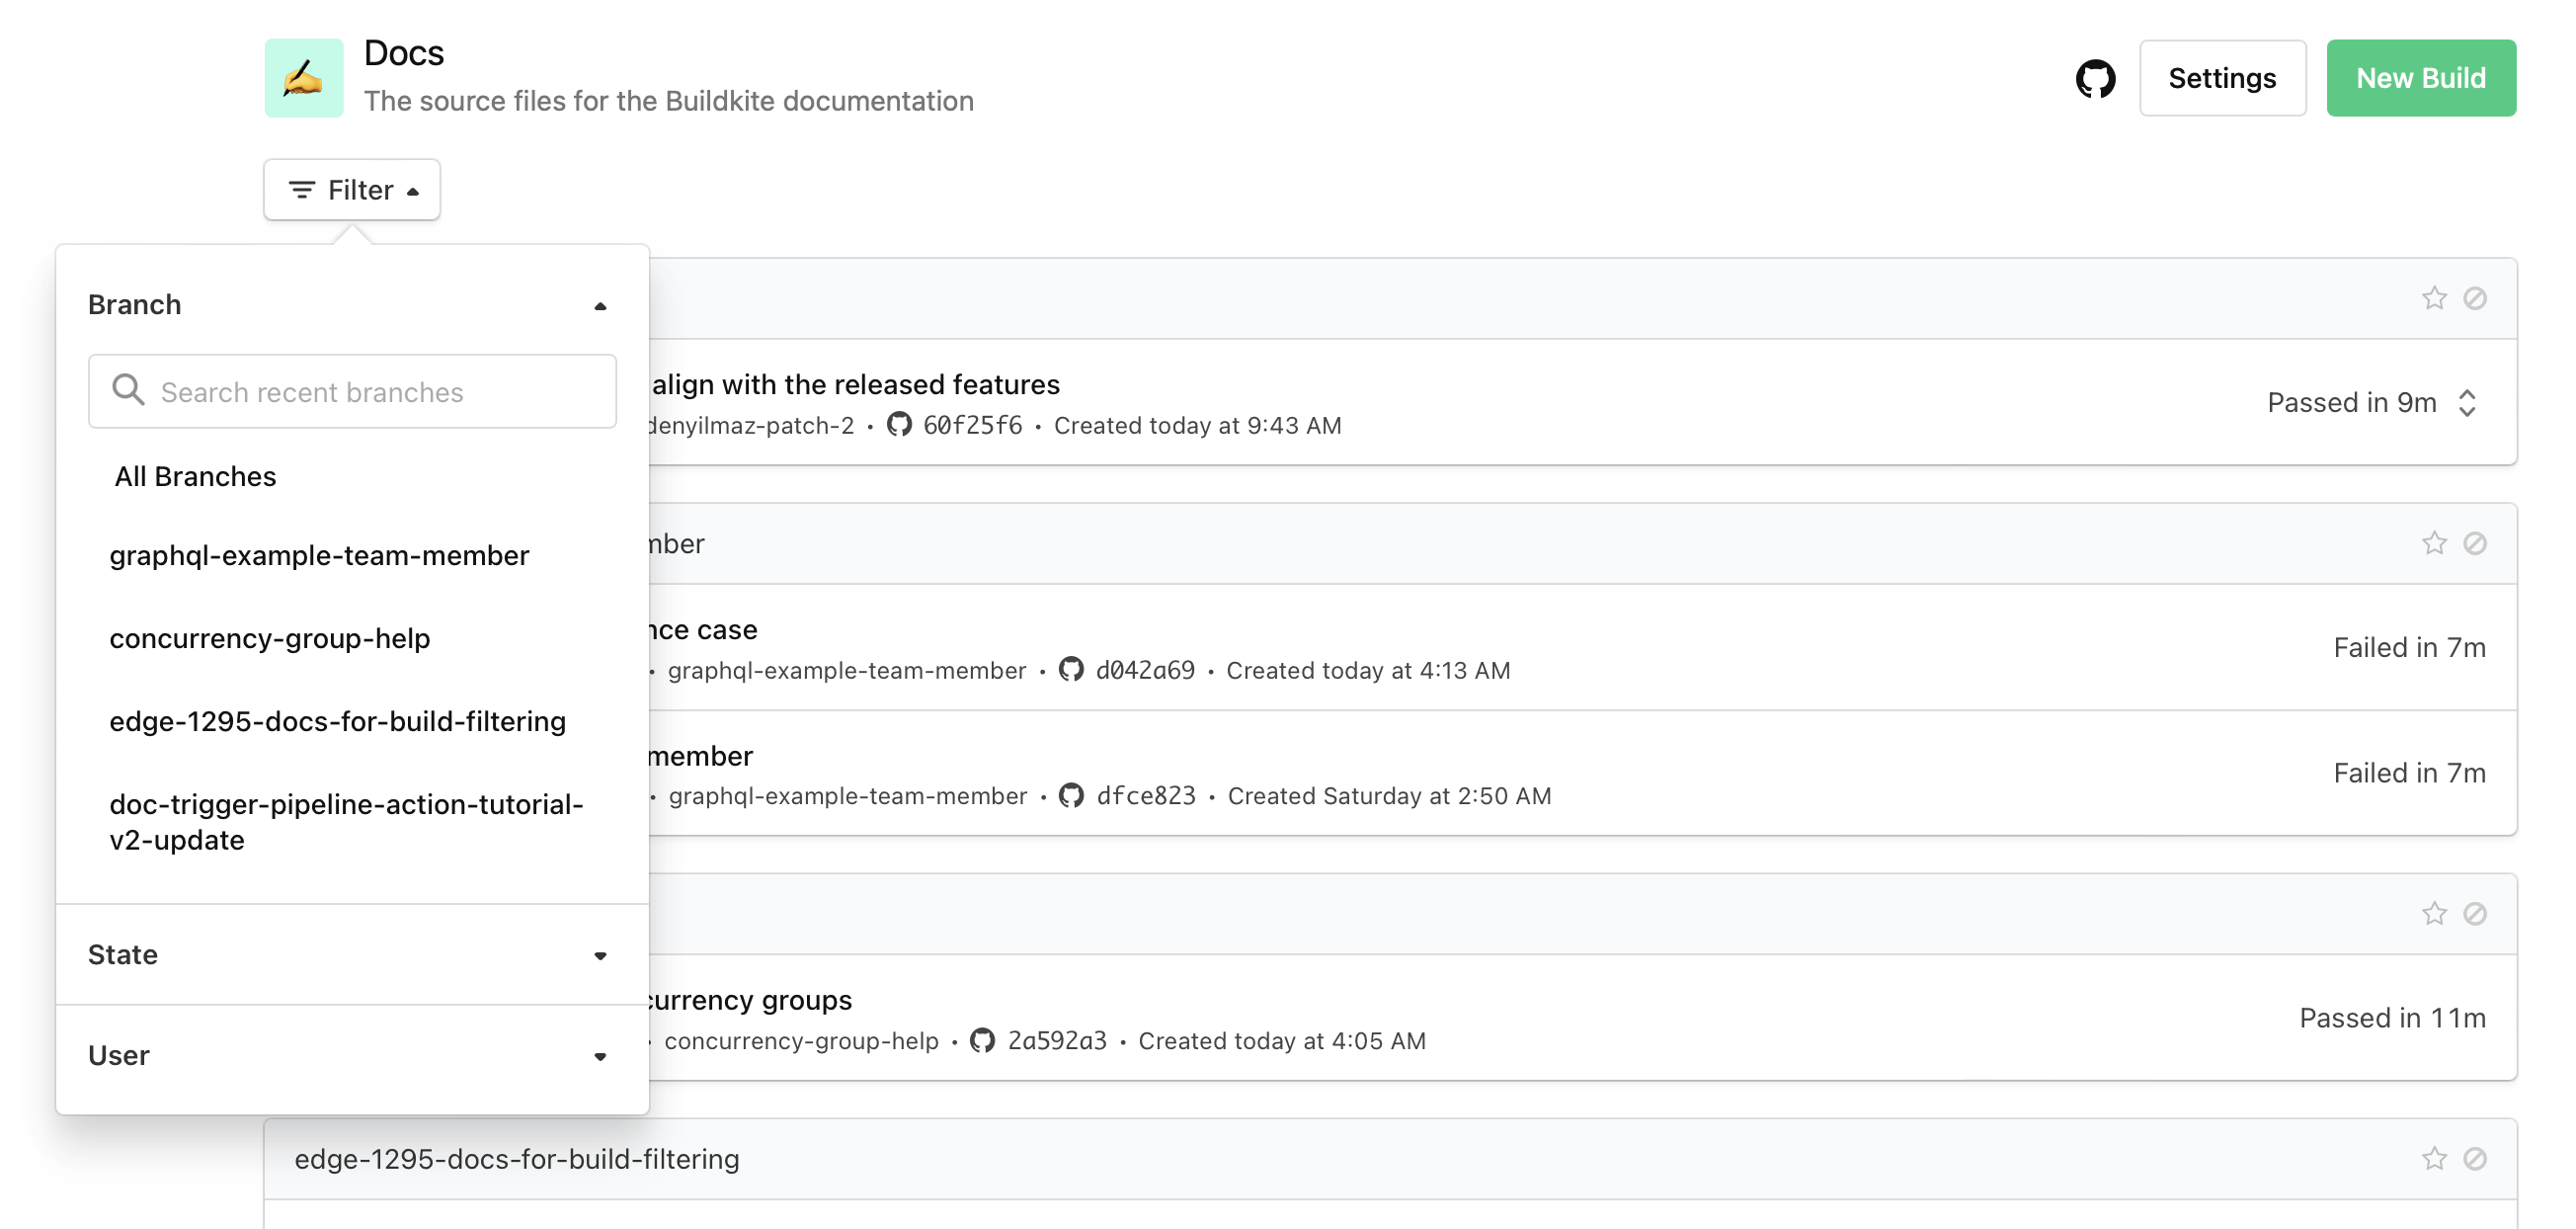 Docs
The source files for the Buildkite documentation
Settings
New Build
Filter
Branch
Search recent branches
All Branches
graphql-example-team-member
concurrency-group-help
edge-1295-docs-for-build-filtering
doc-trigger-pipeline-action-tutorial-
v2-update
State
User
align with the released features
denyilmaz-patch-2 • 60f25f6 • Created today at 9:43 AM
Passed in 9m
case
• graphql-example-team-member • d042a69 • Created today at 4:13 AM
Failed in 7m
member
• graphql-example-team-member • dfce823 • Created Saturday at 2:50 AM
Failed in 7m
groups
• concurrency-group-help • 2a592a3 • Created today at 4:05 AM
Passed in 11m
edge-1295-docs-for-build-filtering